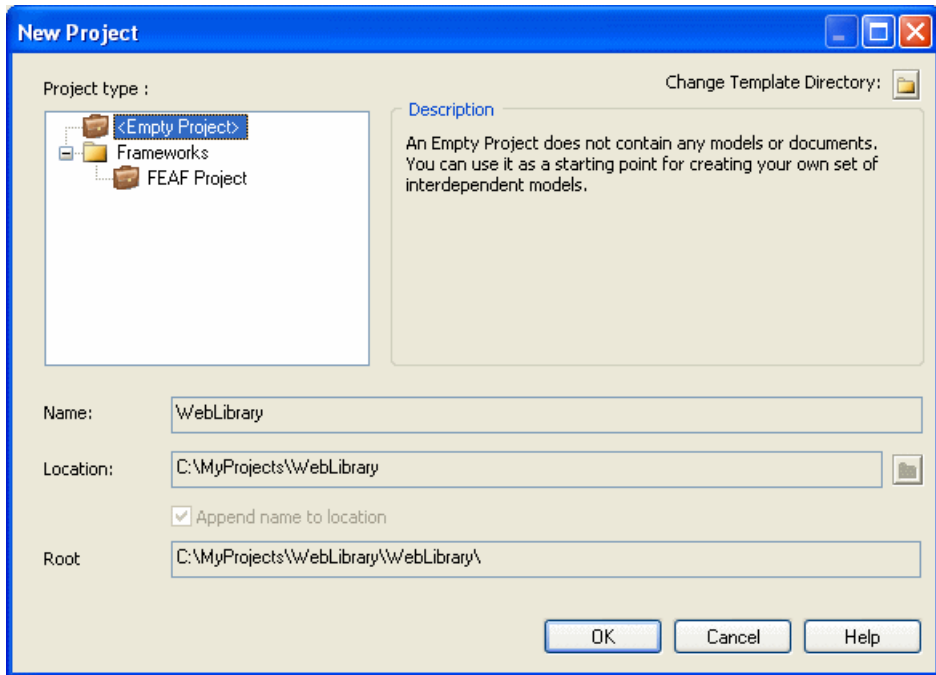 New Project
Project type :
Change Template Directory:
<Empty Project>
Frameworks
FEAF Project
Description
An Empty Project does not contain any models or documents.
You can use it as a starting point for creating your own set of
interdependent models.
Name:
WebLibrary
Location:
C:\MyProjects\WebLibrary
Append name to location
Root
C:\MyProjects\WebLibrary\WebLibrary\
OK
Cancel
Help